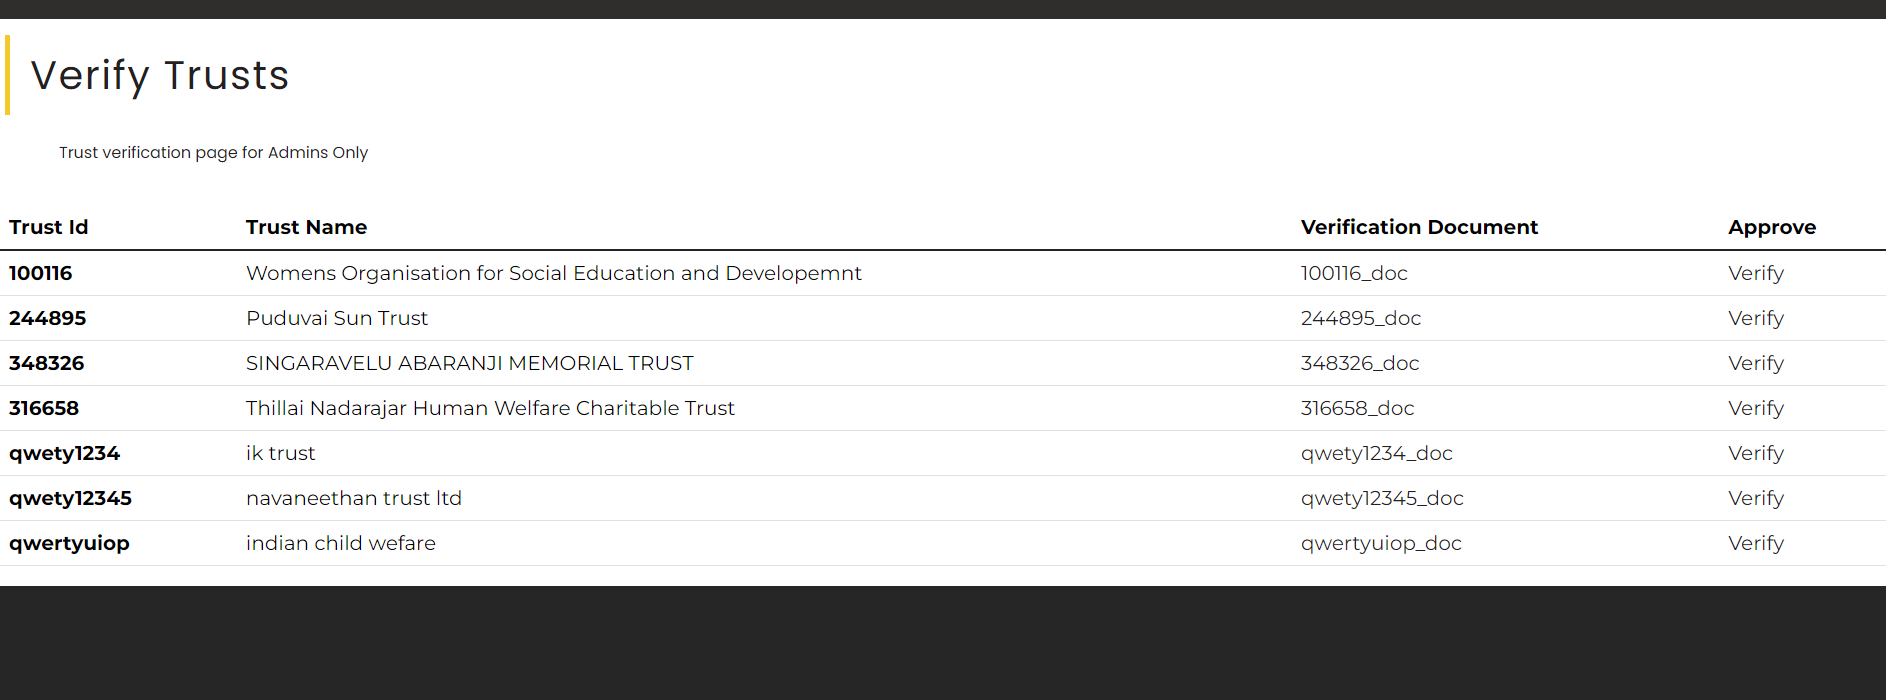 Verify Trusts
Trust verification page for Admins Only
Trust Id Trust Name Verification Document Approve
100116 Womens Organisation for Social Education and Developemnt 100116_doc Verify
244895 Puduvai Sun Trust 244895_doc Verify
348326 SINGARAVELU ABARANJI MEMORIAL TRUST 348326_doc Verify
316658 Thillai Nadarajar Human Welfare Charitable Trust 316658_doc Verify
qwety1234 ik trust qwety1234_doc Verify
qwety12345 navaneethan trust ltd qwety12345_doc Verify
qwertyuiop indian child wefare qwertyuiop_doc Verify